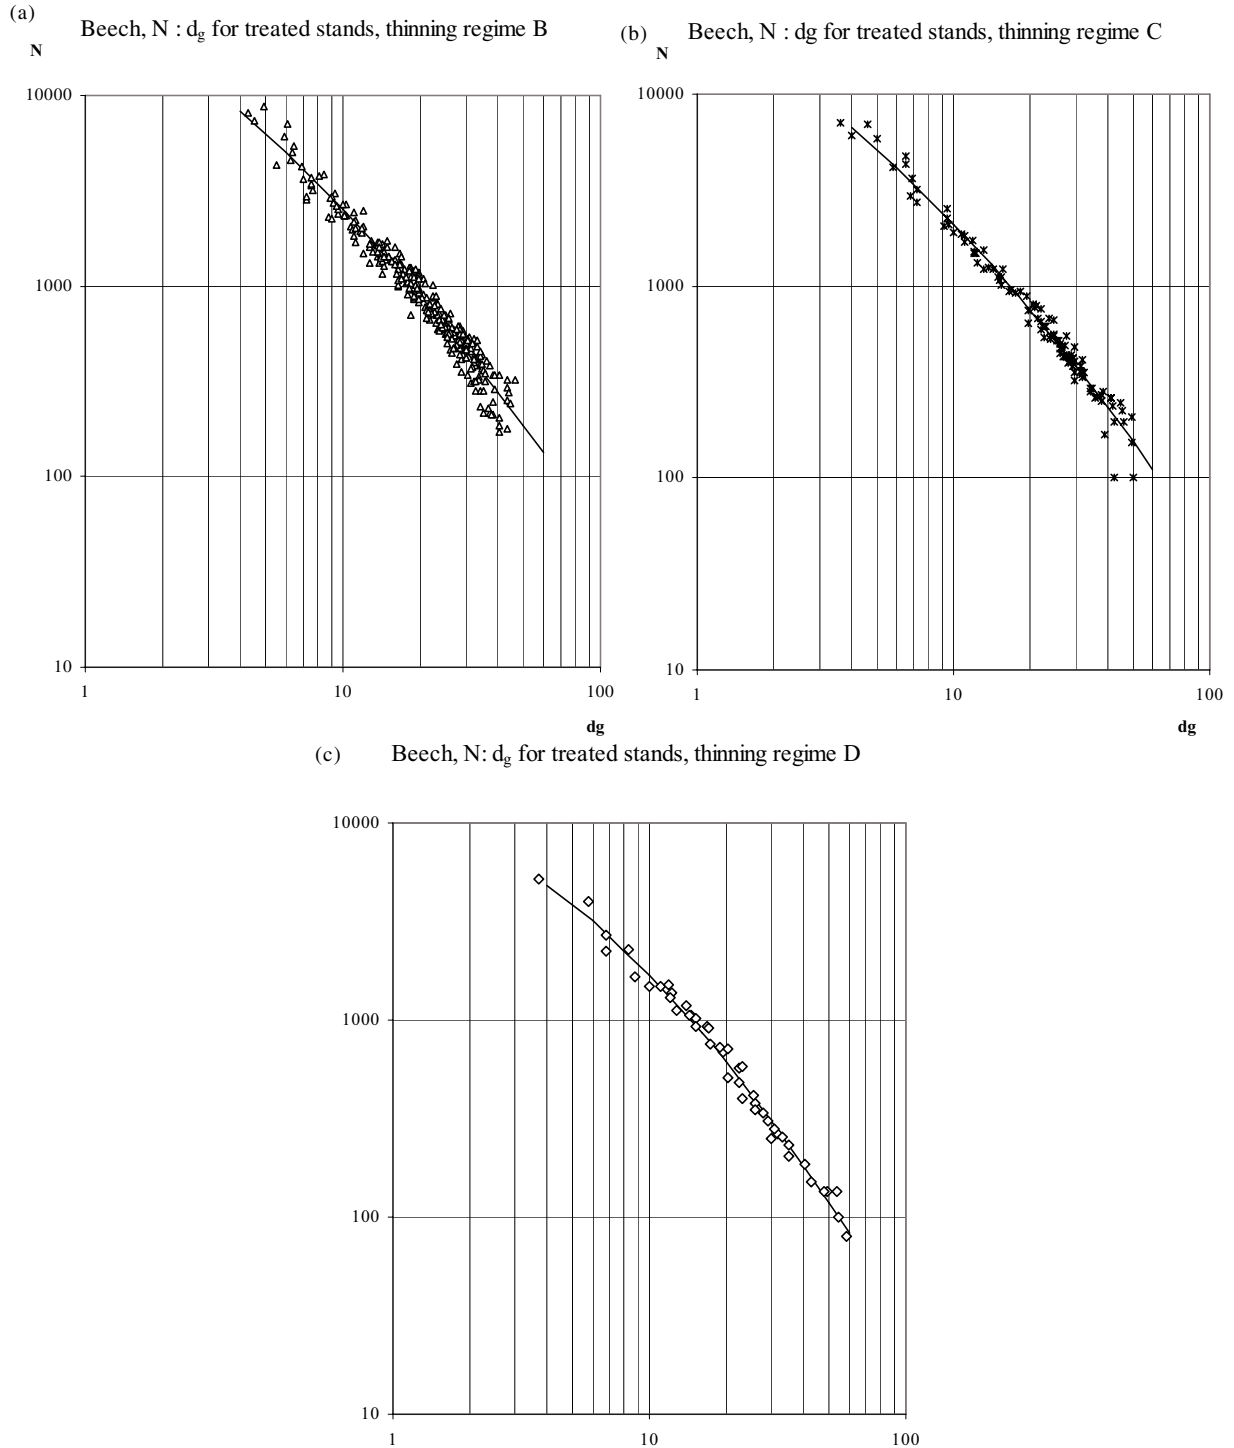 (a)
Beech, N : dg for treated stands, thinning regime B
N
10000
1000
100
10
1 10 100
dg
(b)
Beech, N : dg for treated stands, thinning regime C
N
10000
1000
100
10
1 10 100
dg
(c)
Beech, N: dg for treated stands, thinning regime D
10000
1000
100
10
1 10 100